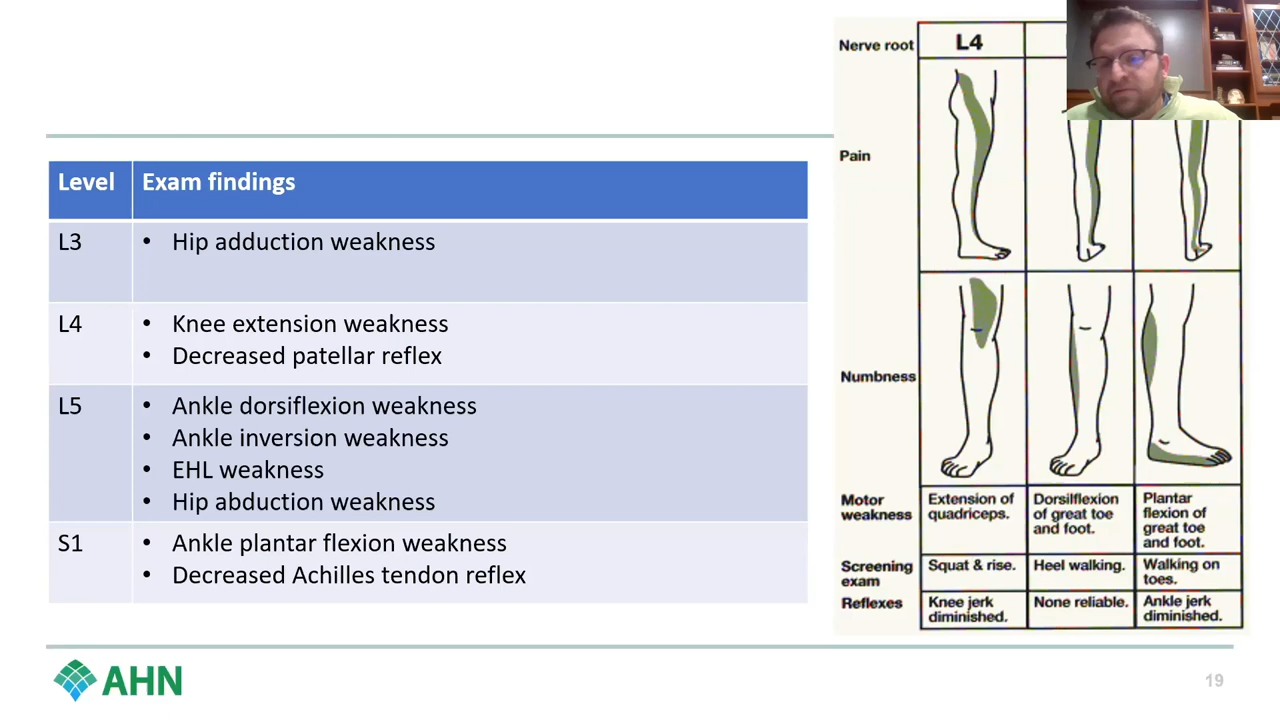 Level Exam findings
L3 • Hip adduction weakness
L4 • Knee extension weakness
• Decreased patellar reflex
L5 • Ankle dorsiflexion weakness
• Ankle inversion weakness
• EHL weakness
• Hip abduction weakness
S1 • Ankle plantar flexion weakness
• Decreased Achilles tendon reflex
Nerve root L4
Pain
Numbness
Motor weakness
Extension of quadriceps.
Dorsilflexion of great toe and foot.
Plantar flexion of great toe and foot.
Screening exam
Squat & rise.
Heel walking.
Walking on toes.
Reflexes
Knee jerk diminished.
None reliable.
Ankle jerk diminished.
AHN
19